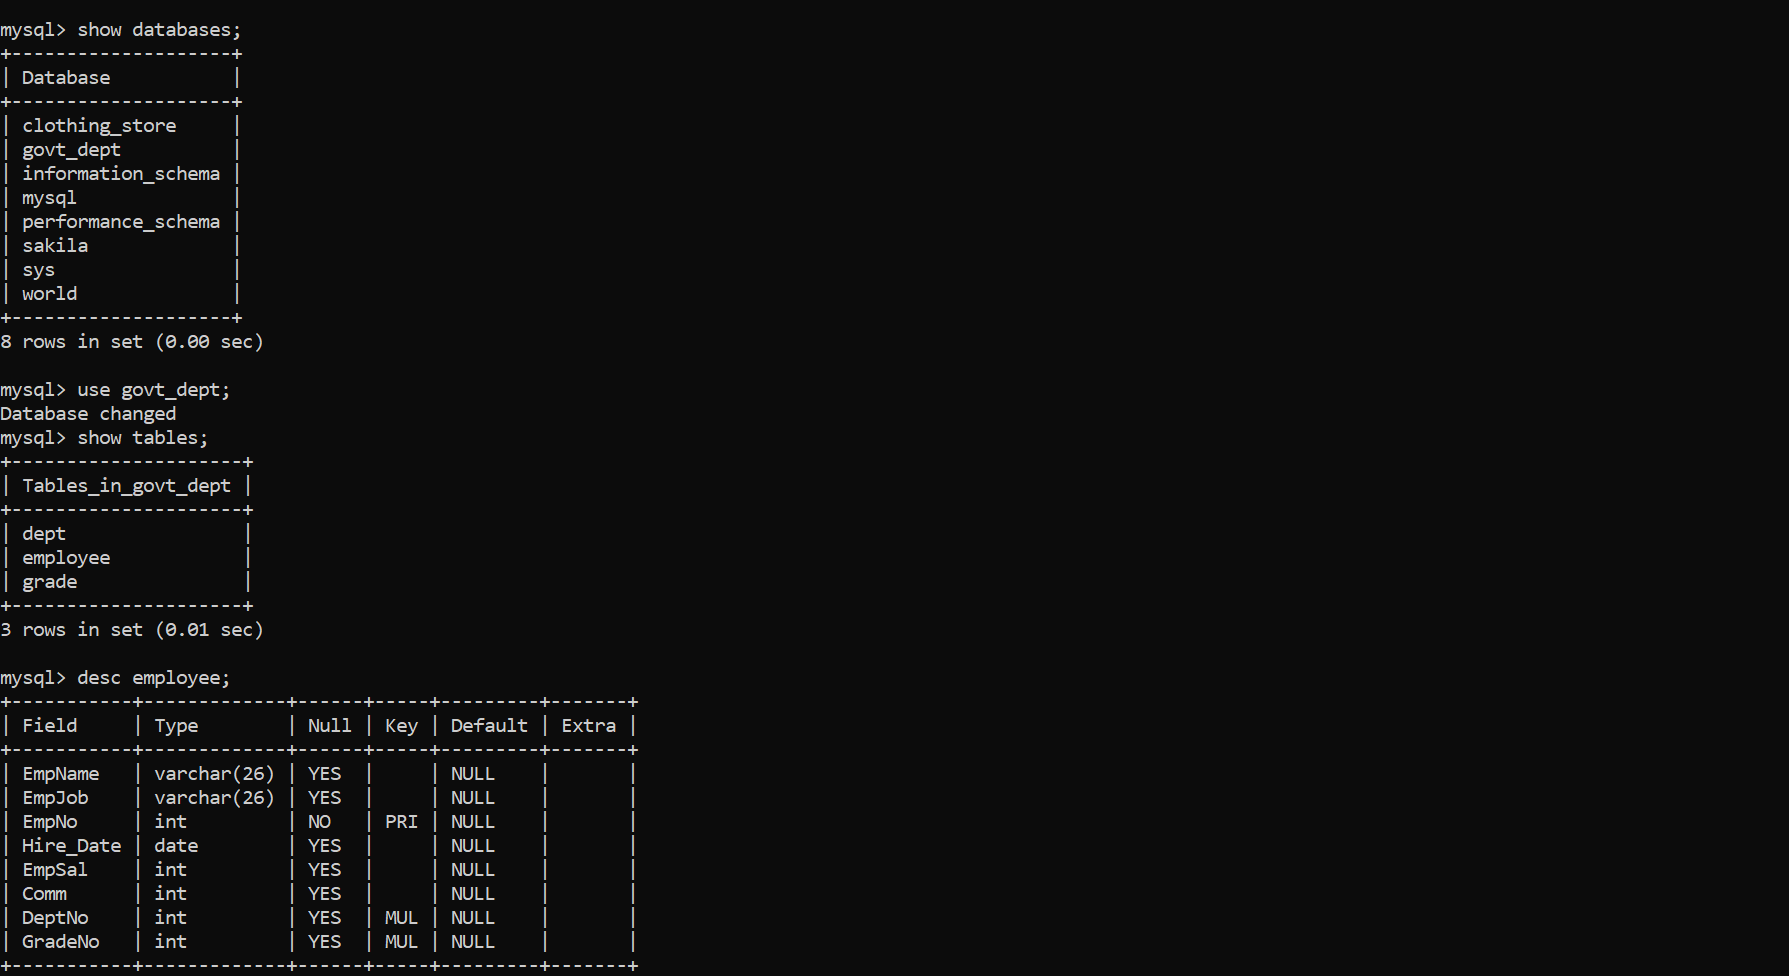 mysql> show databases;
+--------------------+
| Database           |
+--------------------+
| clothing_store     |
| govt_dept          |
| information_schema |
| mysql              |
| performance_schema |
| sakila             |
| sys                |
| world              |
+--------------------+
8 rows in set (0.00 sec)

mysql> use govt_dept;
Database changed
mysql> show tables;
+---------------------+
| Tables_in_govt_dept |
+---------------------+
| dept                |
| employee            |
| grade               |
+---------------------+
3 rows in set (0.01 sec)

mysql> desc employee;
+-----------+-------------+------+-----+---------+-------+
| Field     | Type        | Null | Key | Default | Extra |
+-----------+-------------+------+-----+---------+-------+
| EmpName   | varchar(26) | YES  |     | NULL    |       |
| EmpJob    | varchar(26) | YES  |     | NULL    |       |
| EmpNo     | int         | NO   | PRI | NULL    |       |
| Hire_Date | date        | YES  |     | NULL    |       |
| EmpSal    | int         | YES  |     | NULL    |       |
| Comm      | int         | YES  |     | NULL    |       |
| DeptNo    | int         | YES  | MUL | NULL    |       |
| GradeNo   | int         | YES  | MUL | NULL    |       |
+-----------+-------------+------+-----+---------+-------+